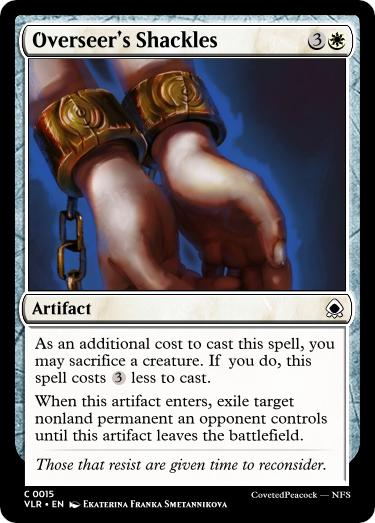 Overseer's Shackles 3
Artifact
As an additional cost to cast this spell, you
may sacrifice a creature. If you do, this
spell costs 3 less to cast.
When this artifact enters, exile target
nonland permanent an opponent controls
until this artifact leaves the battlefield.
Those that resist are given time to reconsider.
C 0015
VLR • EN Ekaterina Franka Smetannikova
CovetedPeacock — NFS